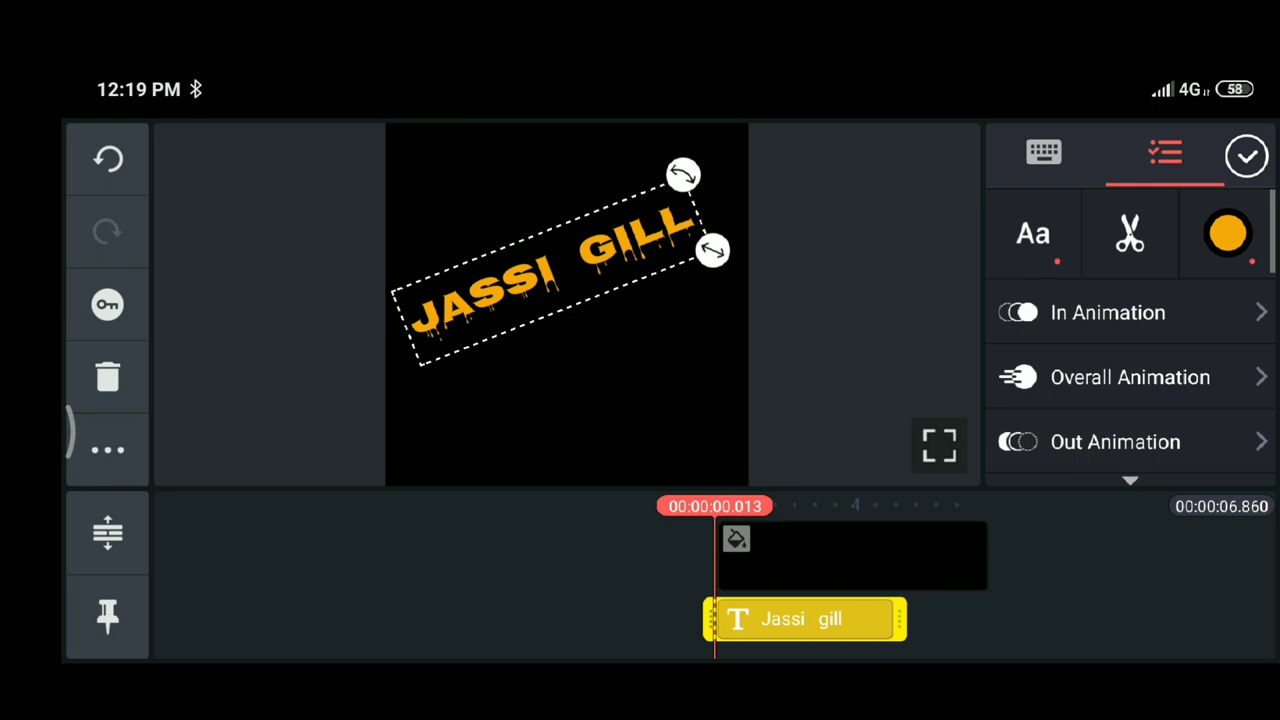 12:19 PM
4G
58
JASSI GILL
Aa
In Animation
Overall Animation
Out Animation
00:00:00.013
4
00:00:06.860
T Jassi gill